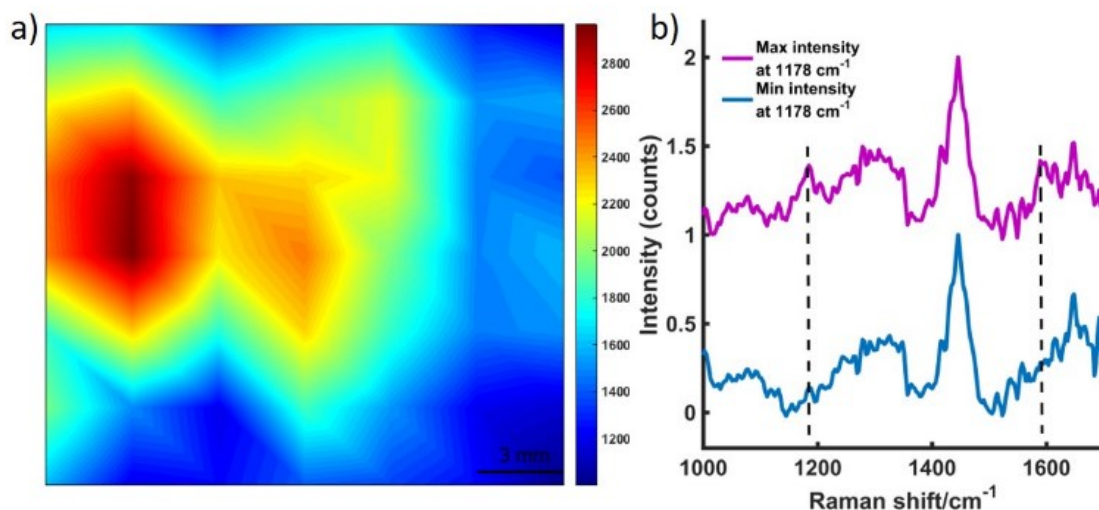 a)
2800
2600
2400
2200
2000
1800
1600
1400
1200
3 mm
b)
Max intensity
at 1178 cm⁻¹
Min intensity
at 1178 cm⁻¹
Intensity (counts)
2
1.5
1
0.5
0
1000 1200 1400 1600
Raman shift/cm⁻¹